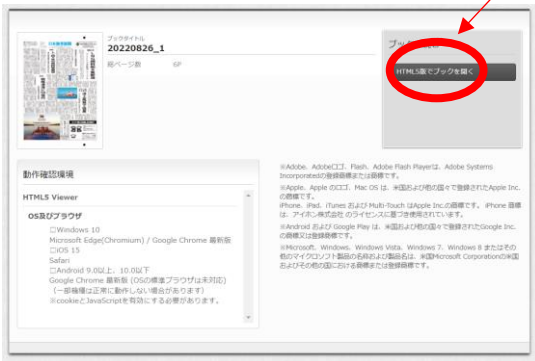 ブックタイトル
20220826_1
総ページ数 6P
HTML5版でブックを開く
動作確認環境
HTML5 Viewer
OS及びブラウザ
□Windows 10
Microsoft Edge(Chromium) / Google Chrome 最新版
□iOS 15
Safari
□Android 9.0以上、10.0以下
Google Chrome 最新版 (OSの標準ブラウザは未対応)
(一部機種は正常に動作しない場合があります)
※cookieとJavaScriptを有効にする必要があります。
※Adobe、Adobeロゴ、Flash、Adobe Flash Playerは、Adobe Systems
Incorporatedの登録商標または商標です。
※Apple、Apple のロゴ、Mac OS は、米国および他の国々で登録されたApple Inc.
の商標です。
iPhone、iPad、iTunes および Multi-Touch はApple Inc.の商標です。 iPhone 商標
は、アイホン株式会社 のライセンスに基づき使用されています。
※Android および Google Play は、米国および他の国々で登録されたGoogle Inc.
の商標又は登録商標です。
※Microsoft、Windows、Windows Vista、Windows 7、Windows 8 またはその
他のマイクロソフト製品の名称および製品名は、米国Microsoft Corporationの米国
およびその他の国における商標または登録商標です。